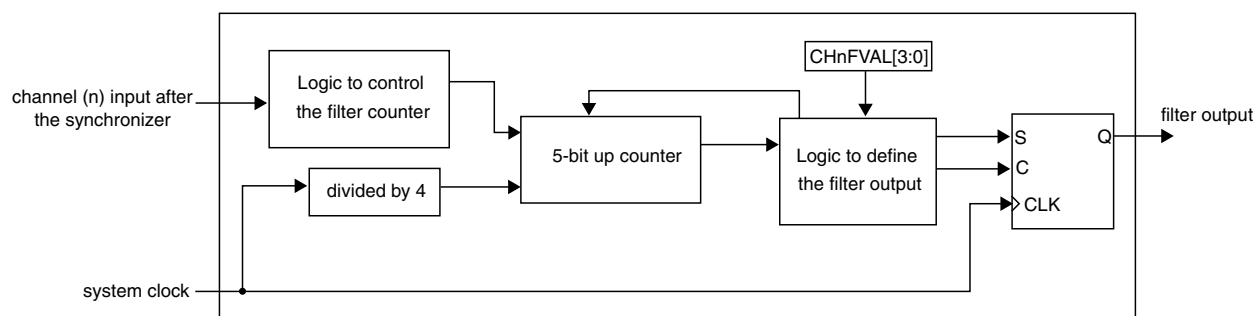 CHnFVAL[3:0]
Logic to control
the filter counter
channel (n) input after
the synchronizer
filter output
5-bit up counter
Logic to define
the filter output
S
Q
C
CLK
divided by 4
system clock